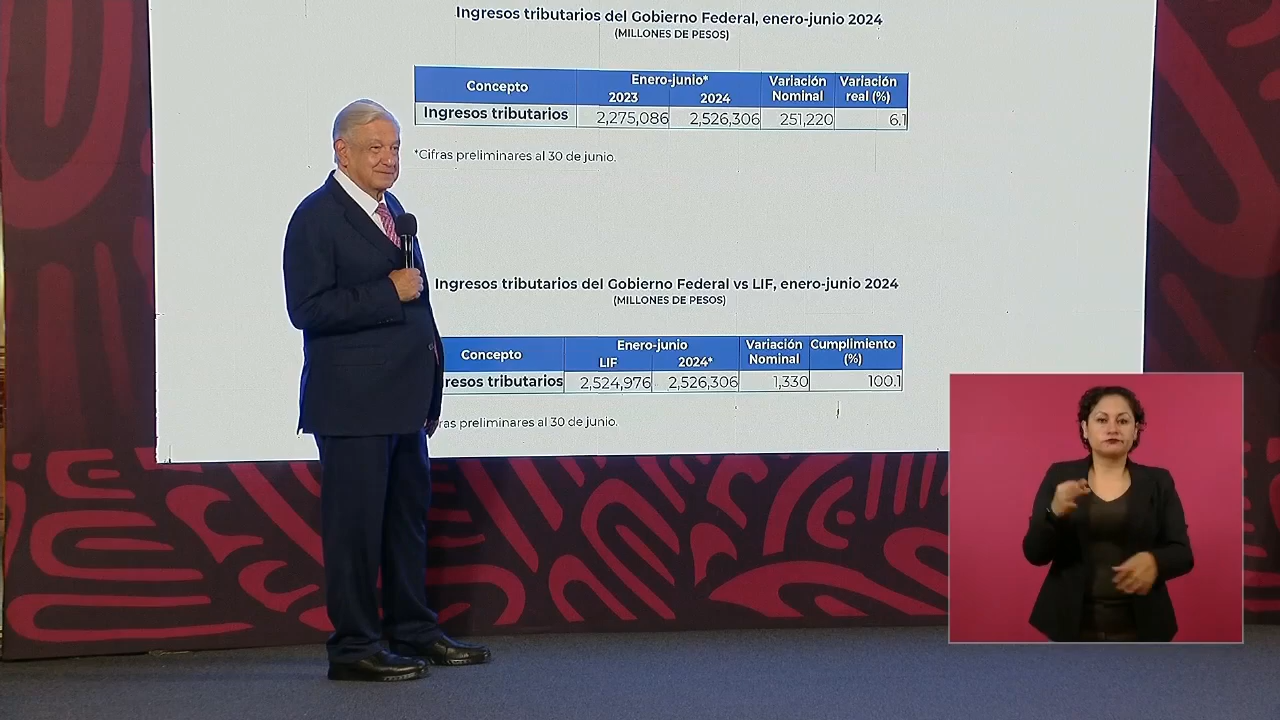 Ingresos tributarios del Gobierno Federal, enero-junio 2024
(MILLONES DE PESOS)
Concepto Enero-junio* Variación Nominal Variación real (%)
2023 2024
Ingresos tributarios 2,275,086 2,526,306 251,220 6.1
*Cifras preliminares al 30 de junio.
Ingresos tributarios del Gobierno Federal vs LIF, enero-junio 2024
(MILLONES DE PESOS)
Concepto Enero-junio Variación Nominal Cumplimiento (%)
LIF 2024*
resos tributarios 2,524,976 2,526,306 1,330 100.1
ras preliminares al 30 de junio.